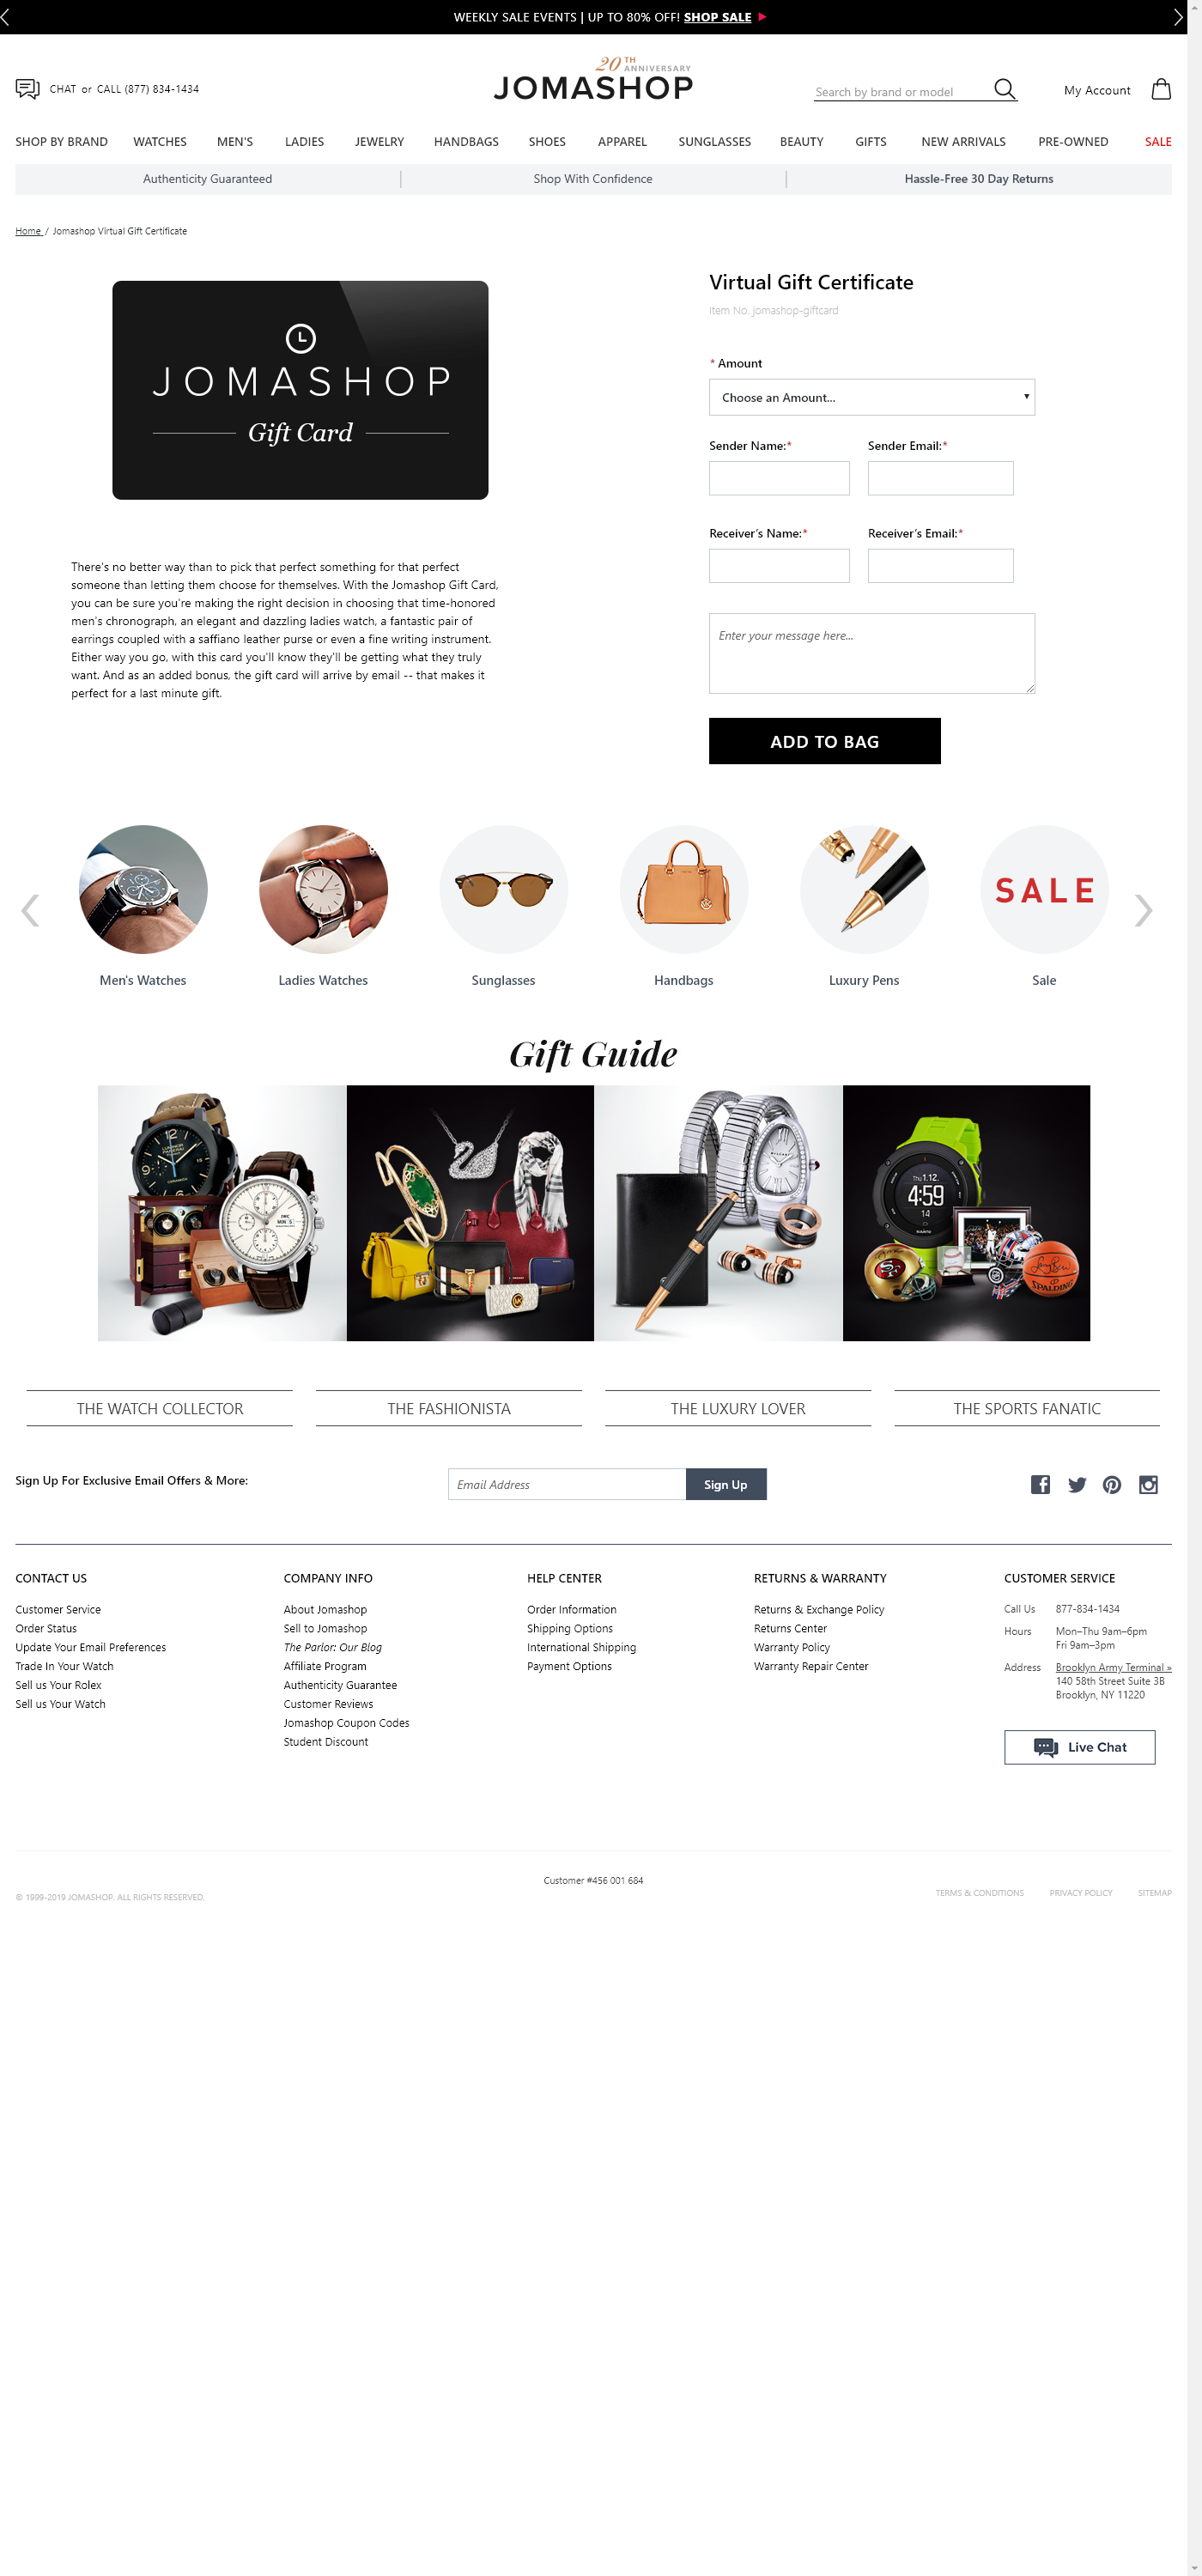 WEEKLY SALE EVENTS | UP TO 80% OFF! SHOP SALE
CHAT or CALL (877) 834-1434
20TH ANNIVERSARY
JOMASHOP
Search by brand or model
My Account
SHOP BY BRAND WATCHES MEN'S LADIES JEWELRY HANDBAGS SHOES APPAREL SUNGLASSES BEAUTY GIFTS NEW ARRIVALS PRE-OWNED SALE
Authenticity Guaranteed
Shop With Confidence
Hassle-Free 30 Day Returns
Home / Jomashop Virtual Gift Certificate
JOMASHOP
Gift Card
There's no better way than to pick that perfect something for that perfect
someone than letting them choose for themselves. With the Jomashop Gift Card,
you can be sure you're making the right decision in choosing that time-honored
men's chronograph, an elegant and dazzling ladies watch, a fantastic pair of
earrings coupled with a saffiano leather purse or even a fine writing instrument.
Either way you go, with this card you'll know they'll be getting what they truly
want. And as an added bonus, the gift card will arrive by email -- that makes it
perfect for a last minute gift.
Virtual Gift Certificate
Item No. jomashop-giftcard
* Amount
Choose an Amount...
Sender Name:* Sender Email:*
Receiver's Name:* Receiver's Email:*
Enter your message here...
ADD TO BAG
SALE
Men's Watches
Ladies Watches
Sunglasses
Handbags
Luxury Pens
Sale
Gift Guide
Thu 1.12.
4:59
14
SPALDING
THE WATCH COLLECTOR
THE FASHIONISTA
THE LUXURY LOVER
THE SPORTS FANATIC
Sign Up For Exclusive Email Offers & More:
Email Address
Sign Up
CONTACT US
Customer Service
Order Status
Update Your Email Preferences
Trade In Your Watch
Sell us Your Rolex
Sell us Your Watch
COMPANY INFO
About Jomashop
Sell to Jomashop
The Parlor: Our Blog
Affiliate Program
Authenticity Guarantee
Customer Reviews
Jomashop Coupon Codes
Student Discount
HELP CENTER
Order Information
Shipping Options
International Shipping
Payment Options
RETURNS & WARRANTY
Returns & Exchange Policy
Returns Center
Warranty Policy
Warranty Repair Center
CUSTOMER SERVICE
Call Us 877-834-1434
Hours Mon–Thu 9am–6pm
Fri 9am–3pm
Address Brooklyn Army Terminal »
140 58th Street Suite 3B
Brooklyn, NY 11220
Live Chat
Customer #456 001 684
© 1999-2019 JOMASHOP. ALL RIGHTS RESERVED.
TERMS & CONDITIONS PRIVACY POLICY SITEMAP